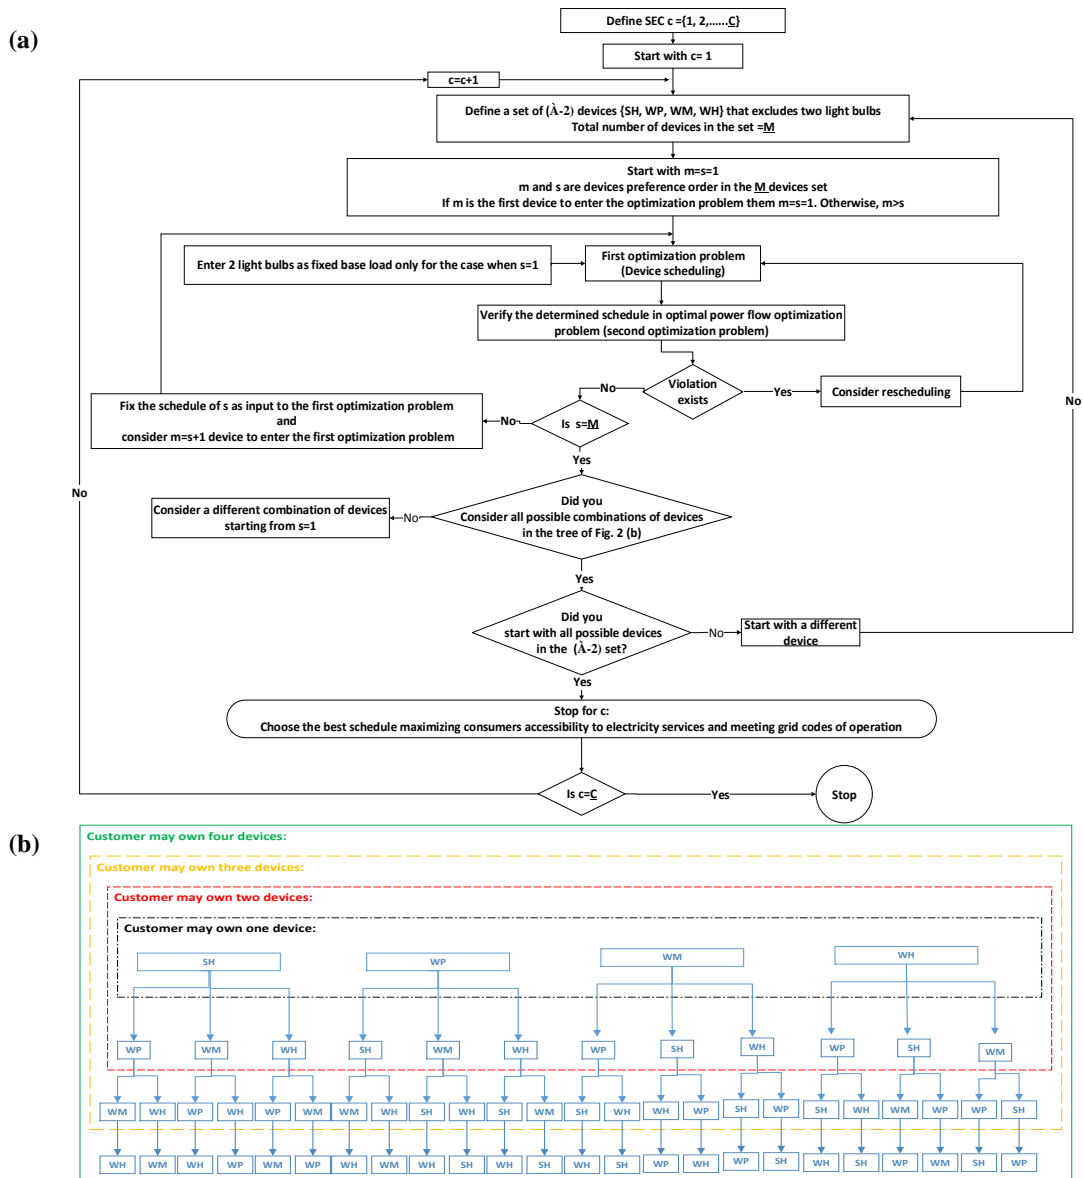 (a)
Define SEC c ={1, 2,......C}
Start with c= 1
c=c+1
Define a set of (À-2) devices {SH, WP, WM, WH} that excludes two light bulbs
Total number of devices in the set =M
Start with m=s=1
m and s are devices preference order in the M devices set
If m is the first device to enter the optimization problem them m=s=1. Otherwise, m>s
Enter 2 light bulbs as fixed base load only for the case when s=1
First optimization problem
(Device scheduling)
Verify the determined schedule in optimal power flow optimization
problem (second optimization problem)
Violation
exists
No
Yes
Consider rescheduling
No
Fix the schedule of s as input to the first optimization problem
and
consider m=s+1 device to enter the first optimization problem
No
Is s=M
Yes
No
Consider a different combination of devices
starting from s=1
No
Did you
Consider all possible combinations of devices
in the tree of Fig. 2 (b)
Yes
Did you
start with all possible devices
in the (À-2) set?
No
Start with a different
device
Yes
Stop for c:
Choose the best schedule maximizing consumers accessibility to electricity services and meeting grid codes of operation
Is c=C
Yes
Stop
(b)
Customer may own four devices:
Customer may own three devices:
Customer may own two devices:
Customer may own one device:
SH WP WM WH
WP WM WH SH WM WH WP SH WH WP SH WM
WM WH WP WH WP WM WM WH SH WH SH WM SH WH WH WP SH WP SH WH WM WP WP SH
WH WM WH WP WM WP WH WM WH SH WH SH WH SH WP WH WP SH WH SH WP WM SH WP